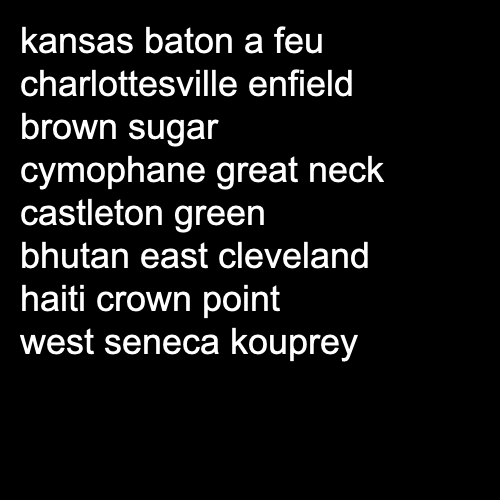 kansas baton a feu
charlottesville enfield
brown sugar
cymophane great neck
castleton green
bhutan east cleveland
haiti crown point
west seneca kouprey